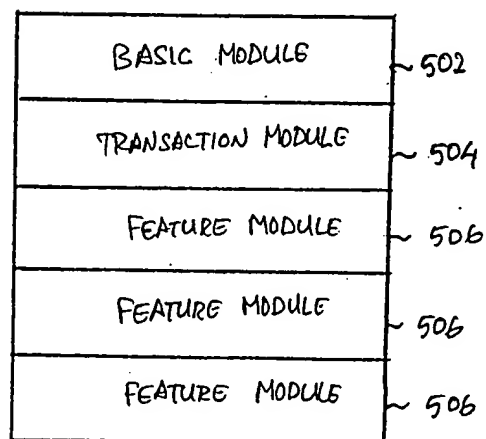 BASIC MODULE ~ 502
TRANSACTION MODULE ~ 504
FEATURE MODULE ~ 506
FEATURE MODULE ~ 506
FEATURE MODULE ~ 506